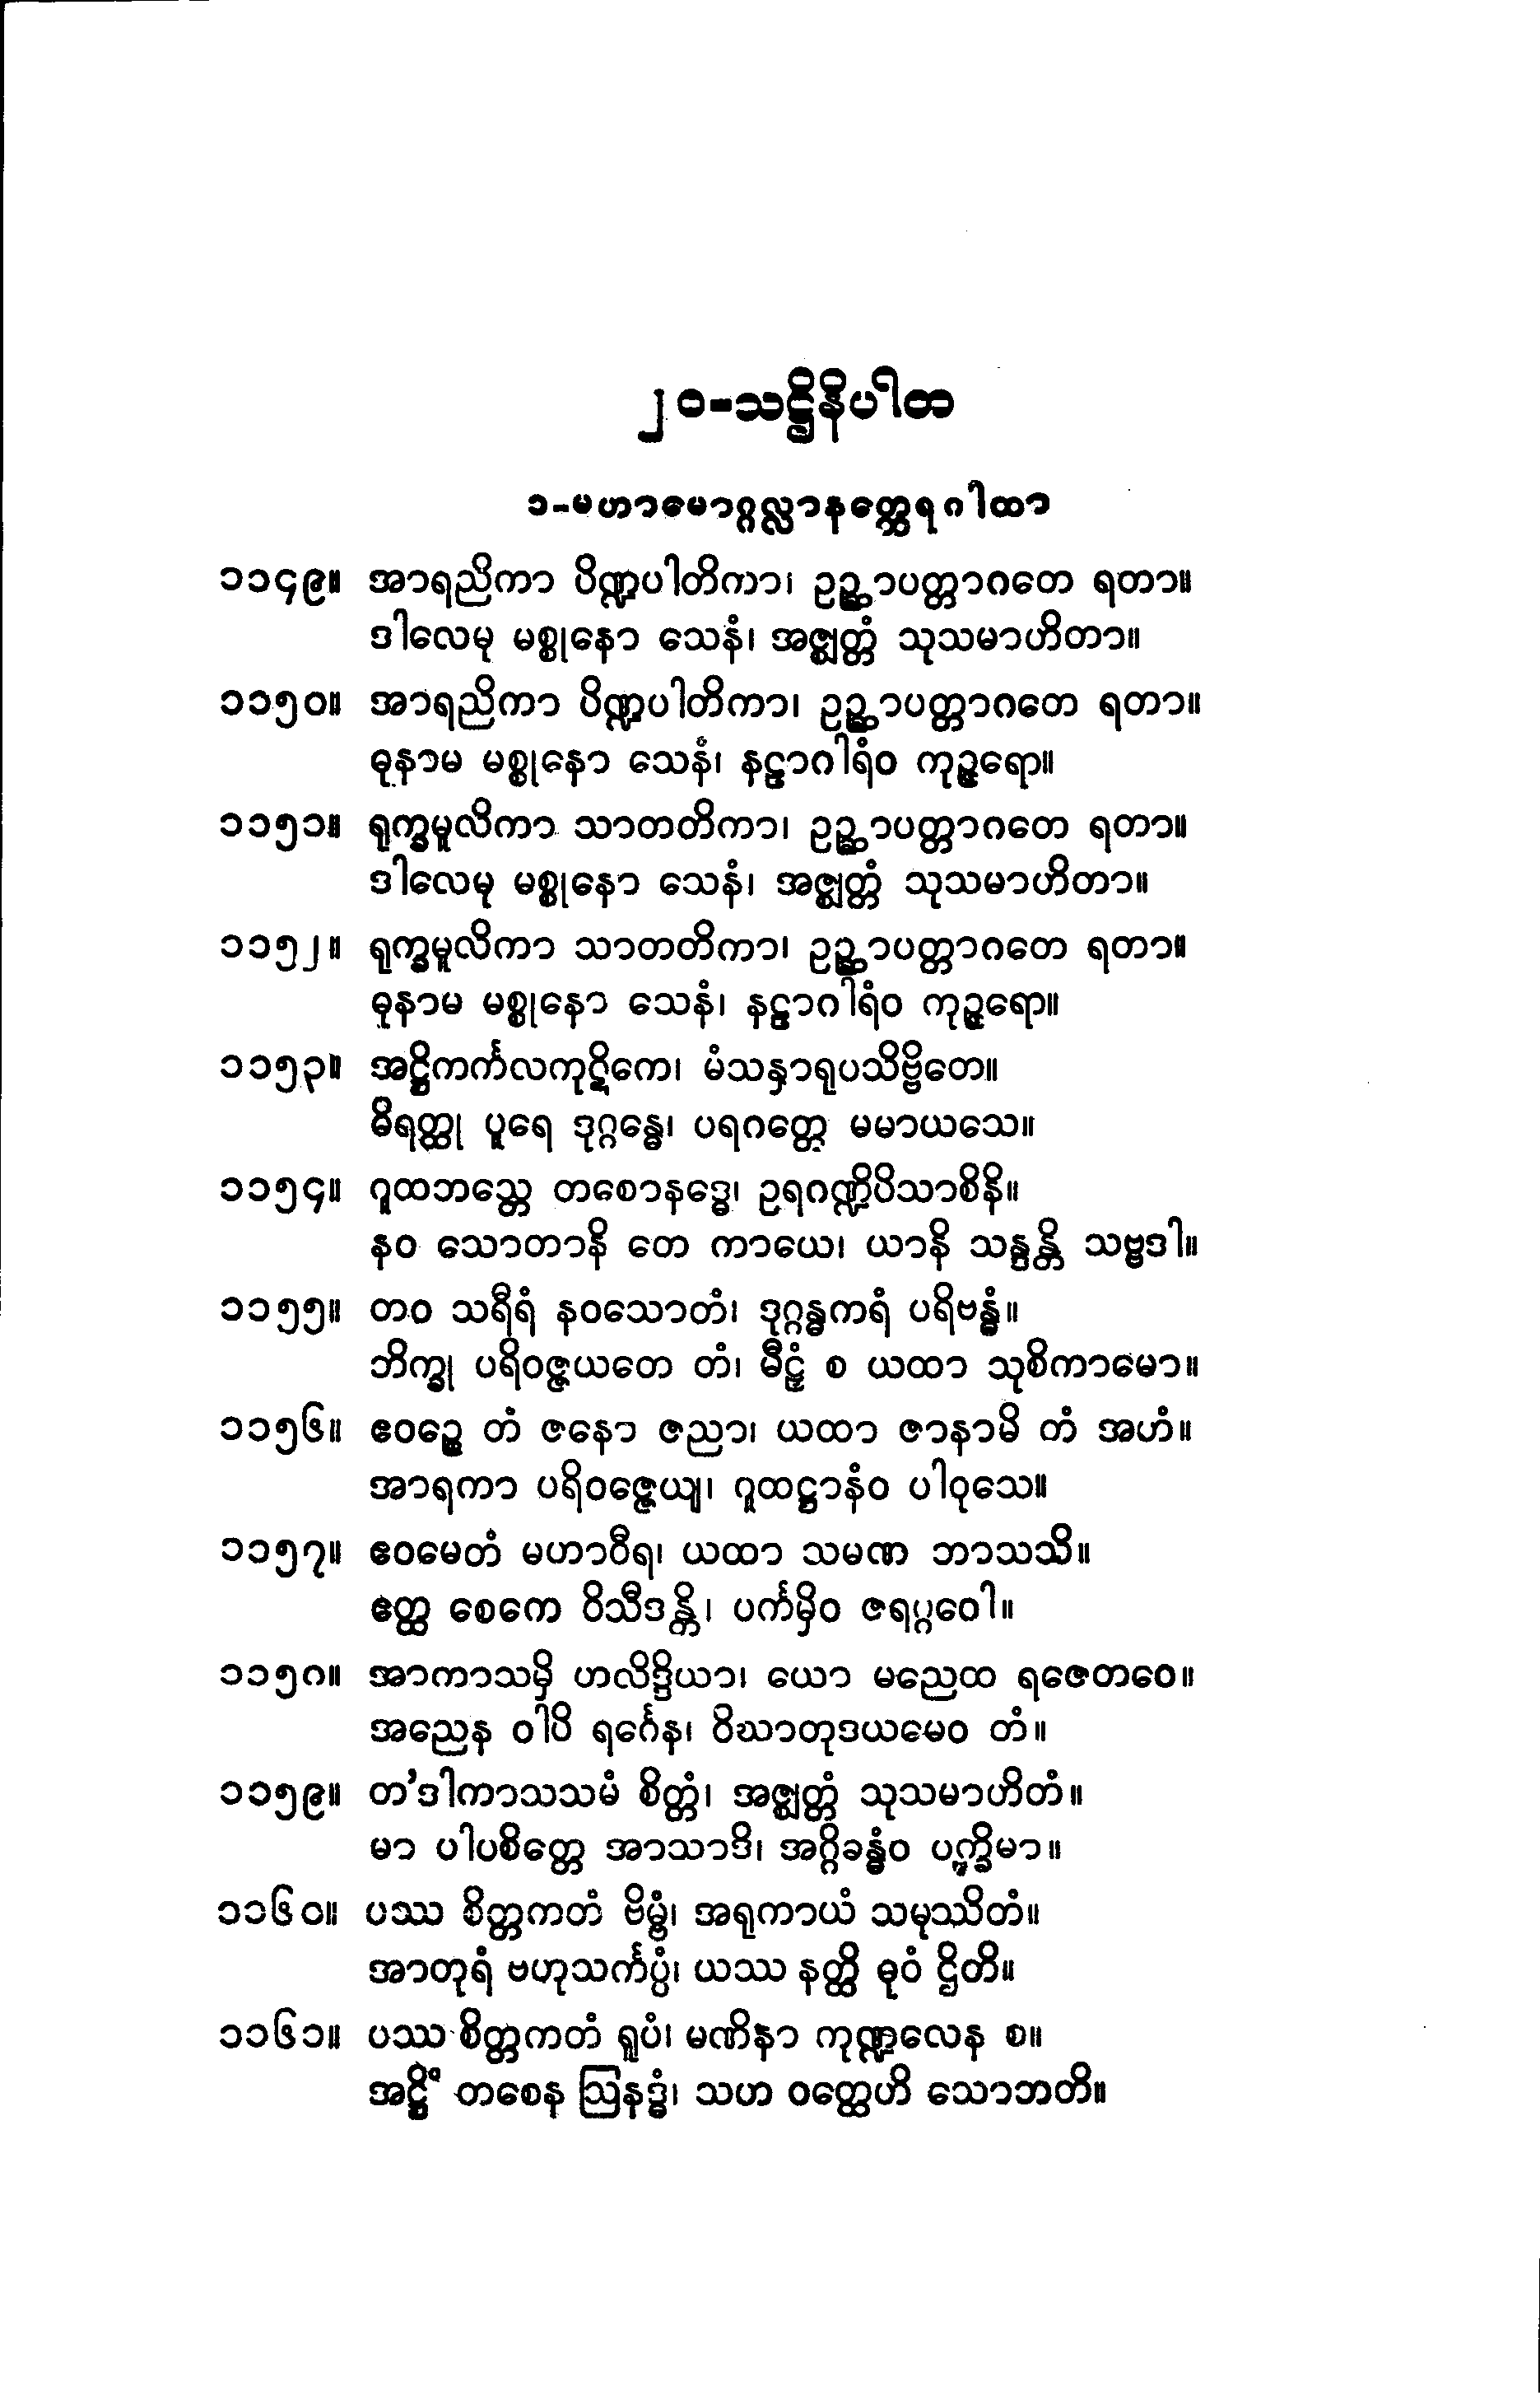 ၂၀-သဋ္ဌိနိပါတ
၁-မဟာမောဂ္ဂလ္လာနတ္ထေရဂါထာ
၁၁၄၉။ အာရညိကာ ပိဏ္ဍပါတိကာ၊ ဥဉ္ဆာပတ္တာဂတေ ရတာ။
ဒါလေမု မစ္စုနော သေနံ၊ အဇ္ဈတ္တံ သုသမာဟိတာ။
၁၁၅၀။ အာရညိကာ ပိဏ္ဍပါတိကာ၊ ဥဉ္ဆာပတ္တာဂတေ ရတာ။
ဓုနာမ မစ္စုနော သေနံ၊ နဠာဂါရံဝ ကုဉ္ဇရော။
၁၁၅၁။ ရုက္ခမူလိကာ သာတတိကာ၊ ဥဉ္ဆာပတ္တာဂတေ ရတာ။
ဒါလေမု မစ္စုနော သေနံ၊ အဇ္ဈတ္တံ သုသမာဟိတာ။
၁၁၅၂။ ရုက္ခမူလိကာ သာတတိကာ၊ ဥဉ္ဆာပတ္တာဂတေ ရတာ။
ဓုနာမ မစ္စုနော သေနံ၊ နဠာဂါရံဝ ကုဉ္ဇရော။
၁၁၅၃။ အဋ္ဌိကင်္ကလကုဋိကေ၊ မံသနှာရုပသိဗ္ဗိတေ။
ဓိရတ္ထု ပူရေ ဒုဂ္ဂန္ဓေ၊ ပရဂတ္တေ မမာယသေ။
၁၁၅၄။ ဂူထဘသ္တေ တစောနဒ္ဓေ၊ ဥရဂဏ္ဍိပိသာစိနိ။
နဝ သောတာနိ တေ ကာယေ၊ ယာနိ သန္ဒန္တိ သဗ္ဗဒါ။
၁၁၅၅။ တဝ သရီရံ နဝသောတံ၊ ဒုဂ္ဂန္ဓကရံ ပရိဗန္ဓံ။
ဘိက္ခု ပရိဝဇ္ဇယတေ တံ၊ မီဠှံ စ ယထာ သုစိကာမော။
၁၁၅၆။ ဧဝဉ္စေ တံ ဇနော ဇညာ၊ ယထာ ဇာနာမိ တံ အဟံ။
အာရကာ ပရိဝဇ္ဇေယျ၊ ဂူထဋ္ဌာနံဝ ပါဝုသေ။
၁၁၅၇။ ဧဝမေတံ မဟာဝီရ၊ ယထာ သမဏ ဘာသသိ။
ဧတ္ထ စေကေ ဝိသီဒန္တိ၊ ပင်္ကမှိဝ ဇရဂ္ဂဝေါ။
၁၁၅၈။ အာကာသမှိ ဟလိဒ္ဒိယာ၊ ယော မညေထ ရဇေတဝေ။
အညေန ဝါပိ ရင်္ဂေန၊ ဝိဃာတုဒယမေဝ တံ။
၁၁၅၉။ တ'ဒါကာသသမံ စိတ္တံ၊ အဇ္ဈတ္တံ သုသမာဟိတံ။
မာ ပါပစိတ္တေ အာသာဒိ၊ အဂ္ဂိခန္ဓံဝ ပက္ခိမာ။
၁၁၆၀။ ပဿ စိတ္တကတံ ဗိမ္ဗံ၊ အရုကာယံ သမုဿိတံ။
အာတုရံ ဗဟုသင်္ကပ္ပံ၊ ယဿ နတ္ထိ ဓုဝံ ဌိတိ။
၁၁၆၁။ ပဿ စိတ္တကတံ ရူပံ၊ မဏိနာ ကုဏ္ဍလေန စ။
အဋ္ဌိံ တစေန ဩနဒ္ဓံ၊ သဟ ဝတ္ထေဟိ သောဘတိ။